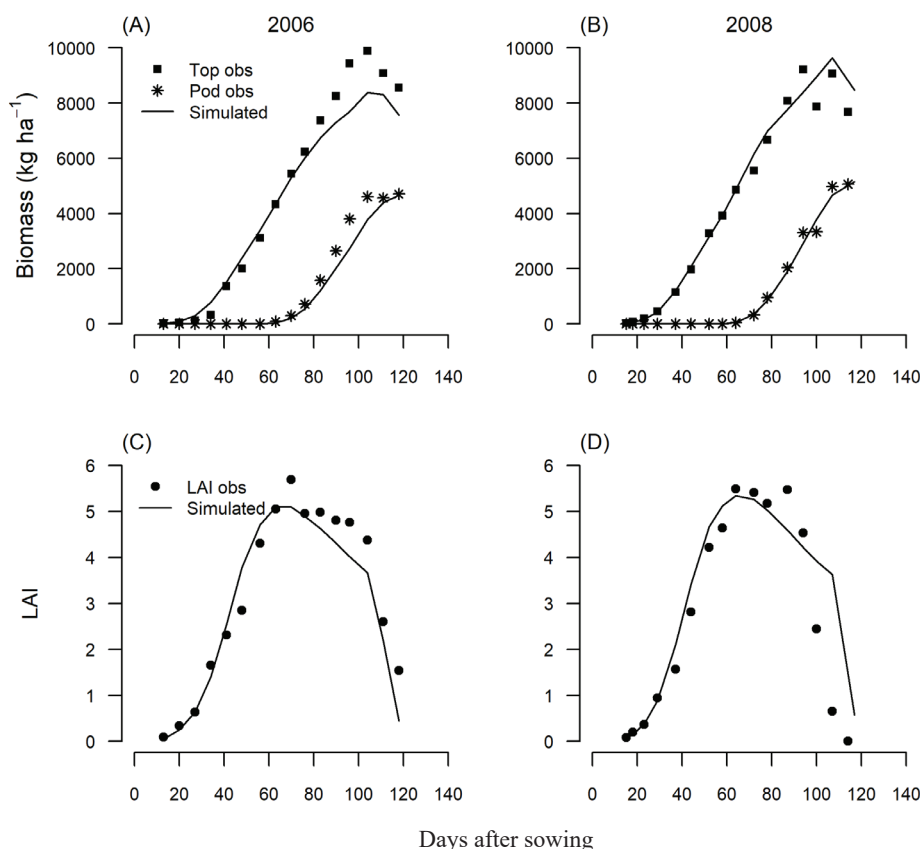 (A) 2006
(B) 2008
Biomass (kg ha⁻¹)
10000
8000
6000
4000
2000
0
Top obs
Pod obs
Simulated
0 20 40 60 80 100 120 140
10000
8000
6000
4000
2000
0
0 20 40 60 80 100 120 140
(C)
(D)
LAI
6
5
4
3
2
1
0
LAI obs
Simulated
0 20 40 60 80 100 120 140
6
5
4
3
2
1
0
0 20 40 60 80 100 120 140
Days after sowing